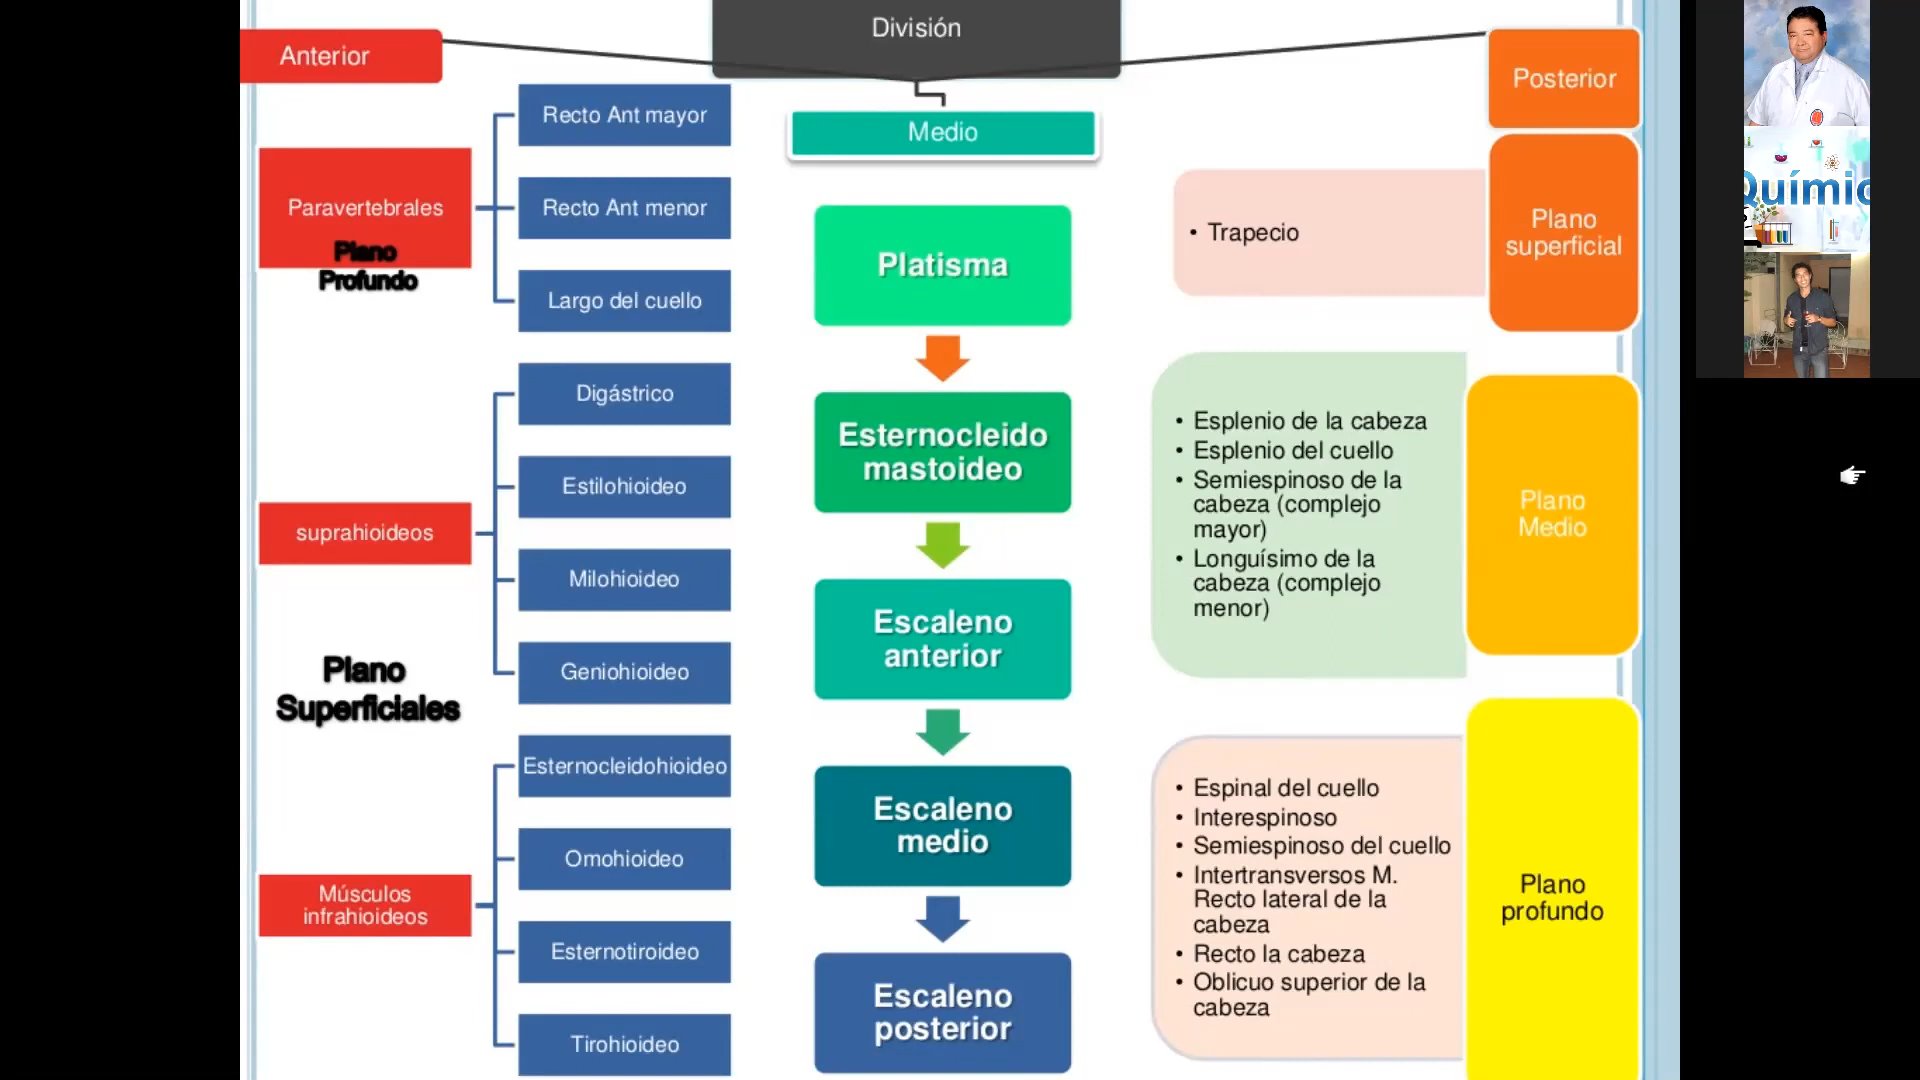 División
Anterior
Paravertebrales
Plano
Profundo
Recto Ant mayor
Recto Ant menor
Largo del cuello
suprahioideos
Plano
Superficiales
Digástrico
Estilohioideo
Milohioideo
Geniohioideo
Músculos
infrahioideos
Esternocleidohioideo
Omohioideo
Esternotiroideo
Tirohioideo
Medio
Platisma
Esternocleido
mastoideo
Escaleno
anterior
Escaleno
medio
Escaleno
posterior
Posterior
Plano
superficial
• Trapecio
Plano
Medio
• Esplenio de la cabeza
• Esplenio del cuello
• Semiespinoso de la
cabeza (complejo
mayor)
• Longuísimo de la
cabeza (complejo
menor)
Plano
profundo
• Espinal del cuello
• Interespinoso
• Semiespinoso del cuello
• Intertransversos M.
Recto lateral de la
cabeza
• Recto la cabeza
• Oblicuo superior de la
cabeza
Químic